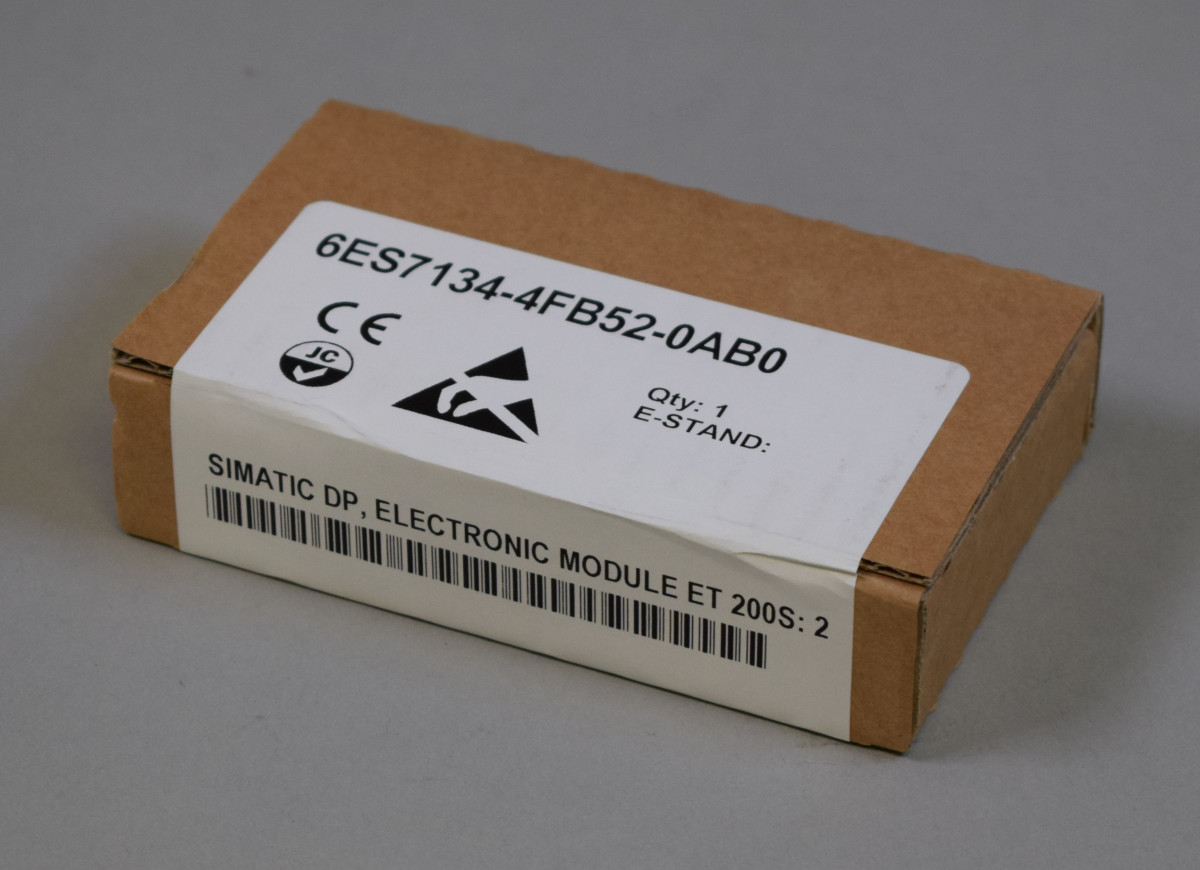 6ES7134-4FB52-0AB0
CE
JC
Qty: 1
E-STAND:
SIMATIC DP, ELECTRONIC MODULE ET 200S: 2